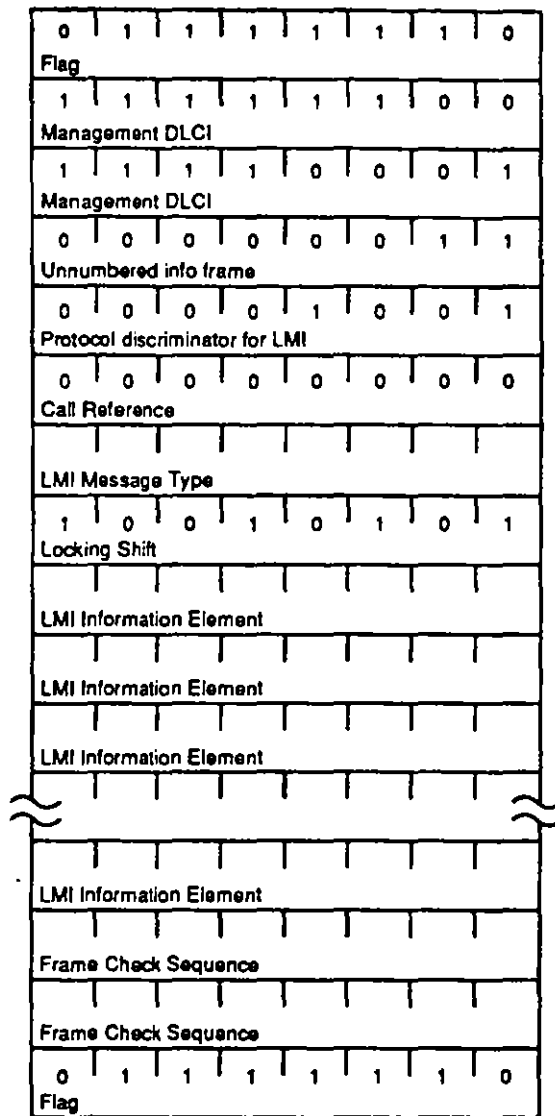 0 1 1 1 1 1 1 0
Flag
1 1 1 1 1 1 0 0
Management DLCI
1 1 1 1 0 0 0 1
Management DLCI
0 0 0 0 0 0 1 1
Unnumbered info frame
0 0 0 0 1 0 0 1
Protocol discriminator for LMI
0 0 0 0 0 0 0 0
Call Reference
LMI Message Type
1 0 0 1 0 1 0 1
Locking Shift
LMI Information Element
LMI Information Element
LMI Information Element
LMI Information Element
Frame Check Sequence
Frame Check Sequence
0 1 1 1 1 1 1 0
Flag